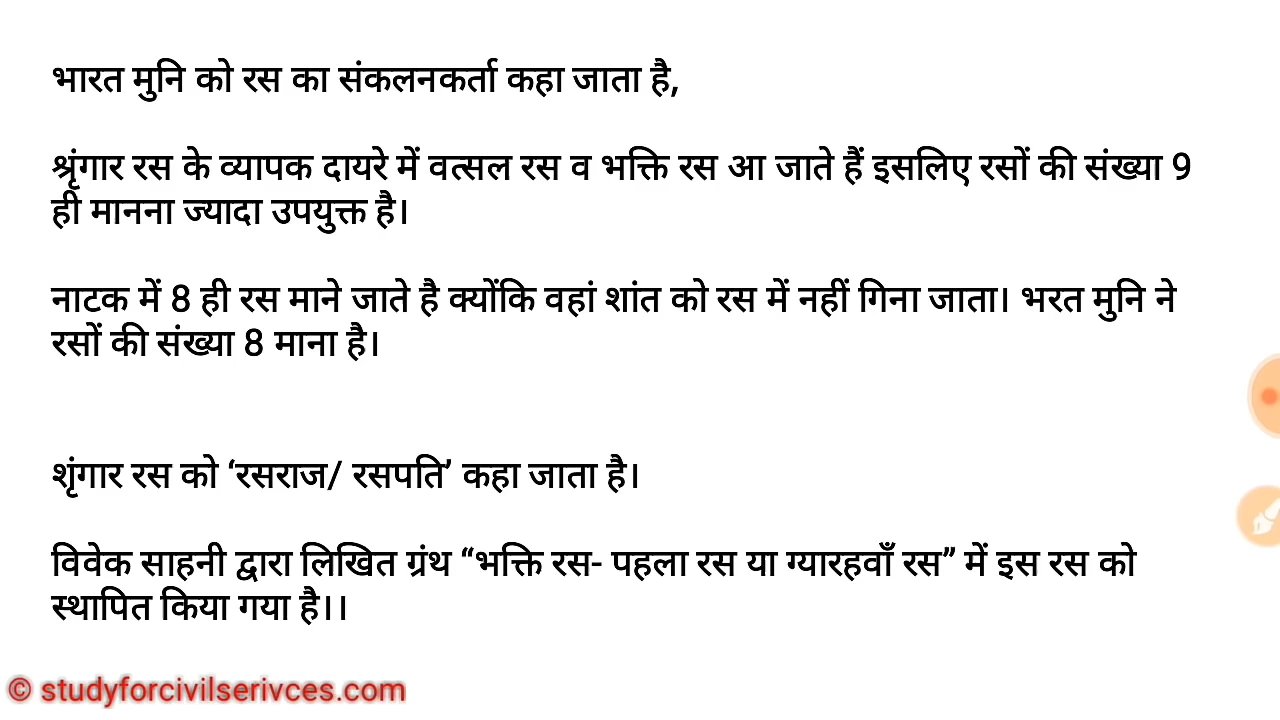 भारत मुनि को रस का संकलनकर्ता कहा जाता है,
श्रृंगार रस के व्यापक दायरे में वत्सल रस व भक्ति रस आ जाते हैं इसलिए रसों की संख्या 9
ही मानना ज्यादा उपयुक्त है।
नाटक में 8 ही रस माने जाते है क्योंकि वहां शांत को रस में नहीं गिना जाता। भरत मुनि ने
रसों की संख्या 8 माना है।
शृंगार रस को ‘रसराज/ रसपति’ कहा जाता है।
विवेक साहनी द्वारा लिखित ग्रंथ “भक्ति रस- पहला रस या ग्यारहवाँ रस” में इस रस को
स्थापित किया गया है।।
© studyforcivilserivces.com